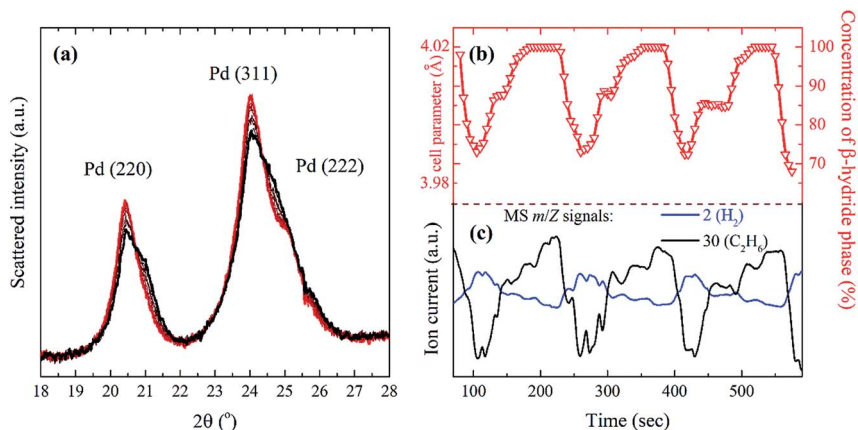 (a)
Pd (311)
Pd (220)
Pd (222)
Scattered intensity (a.u.)
18 19 20 21 22 23 24 25 26 27 28
2θ (°)
(b)
4.02
3.98
cell parameter (Å)
100
90
80
70
Concentration of
β-hydride phase (%)
MS m/Z signals:
2 (H₂)
30 (C₂H₆)
(c)
Ion current (a.u.)
100 200 300 400 500
Time (sec)